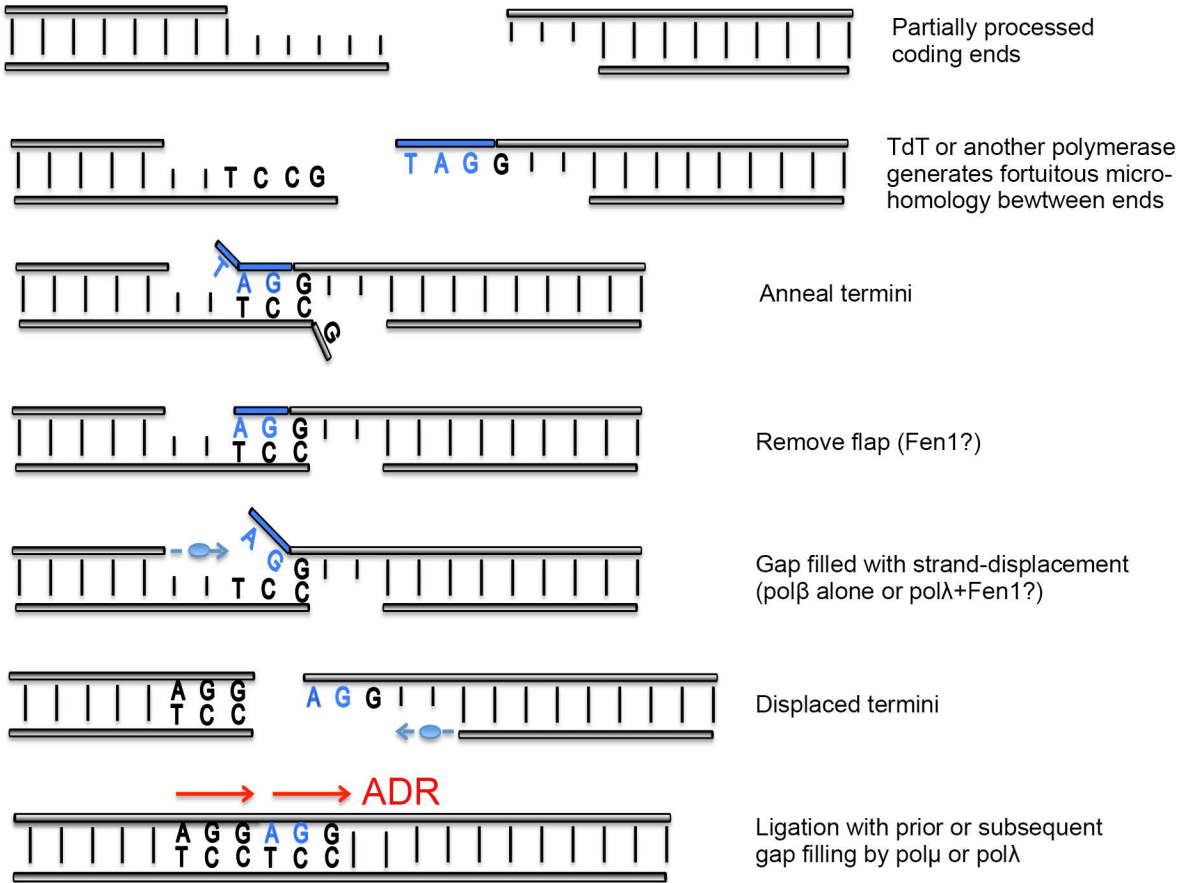 Partially processed
coding ends
T C C G
T A G G
TdT or another polymerase
generates fortuitous micro-
homology bewtween ends
T A G G
T C C
G
Anneal termini
A G G
T C C
Remove flap (Fen1?)
A G G
T C C
Gap filled with strand-displacement
(polβ alone or polλ+Fen1?)
A G G
T C C
A G G
Displaced termini
ADR
A G G A G G
T C C T C C
Ligation with prior or subsequent
gap filling by polμ or polλ